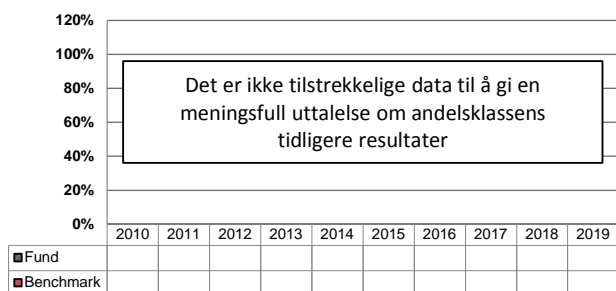 120%
100%
80%
60%
40%
20%
0%
Det er ikke tilstrekkelige data til å gi en
meningsfull uttalelse om andelsklassens
tidligere resultater
2010 2011 2012 2013 2014 2015 2016 2017 2018 2019
Fund
Benchmark